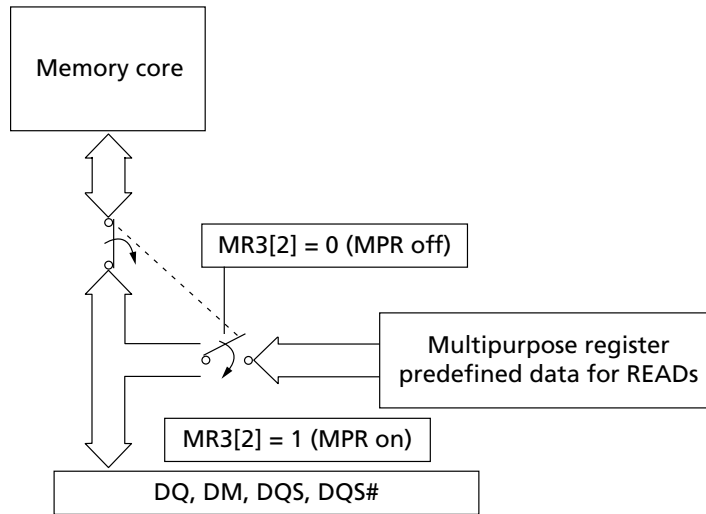 Memory core
MR3[2] = 0 (MPR off)
Multipurpose register
predefined data for READs
MR3[2] = 1 (MPR on)
DQ, DM, DQS, DQS#